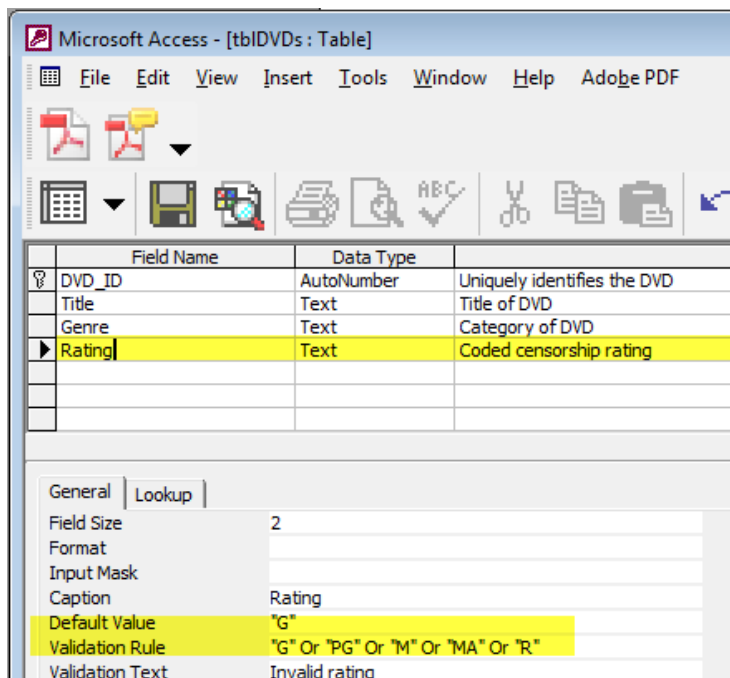 Microsoft Access - [tblDVDs : Table]
File Edit View Insert Tools Window Help Adobe PDF
ABC
Field Name Data Type
DVD_ID AutoNumber Uniquely identifies the DVD
Title Text Title of DVD
Genre Text Category of DVD
Rating Text Coded censorship rating
General Lookup
Field Size 2
Format
Input Mask
Caption Rating
Default Value "G"
Validation Rule "G" Or "PG" Or "M" Or "MA" Or "R"
Validation Text Invalid rating